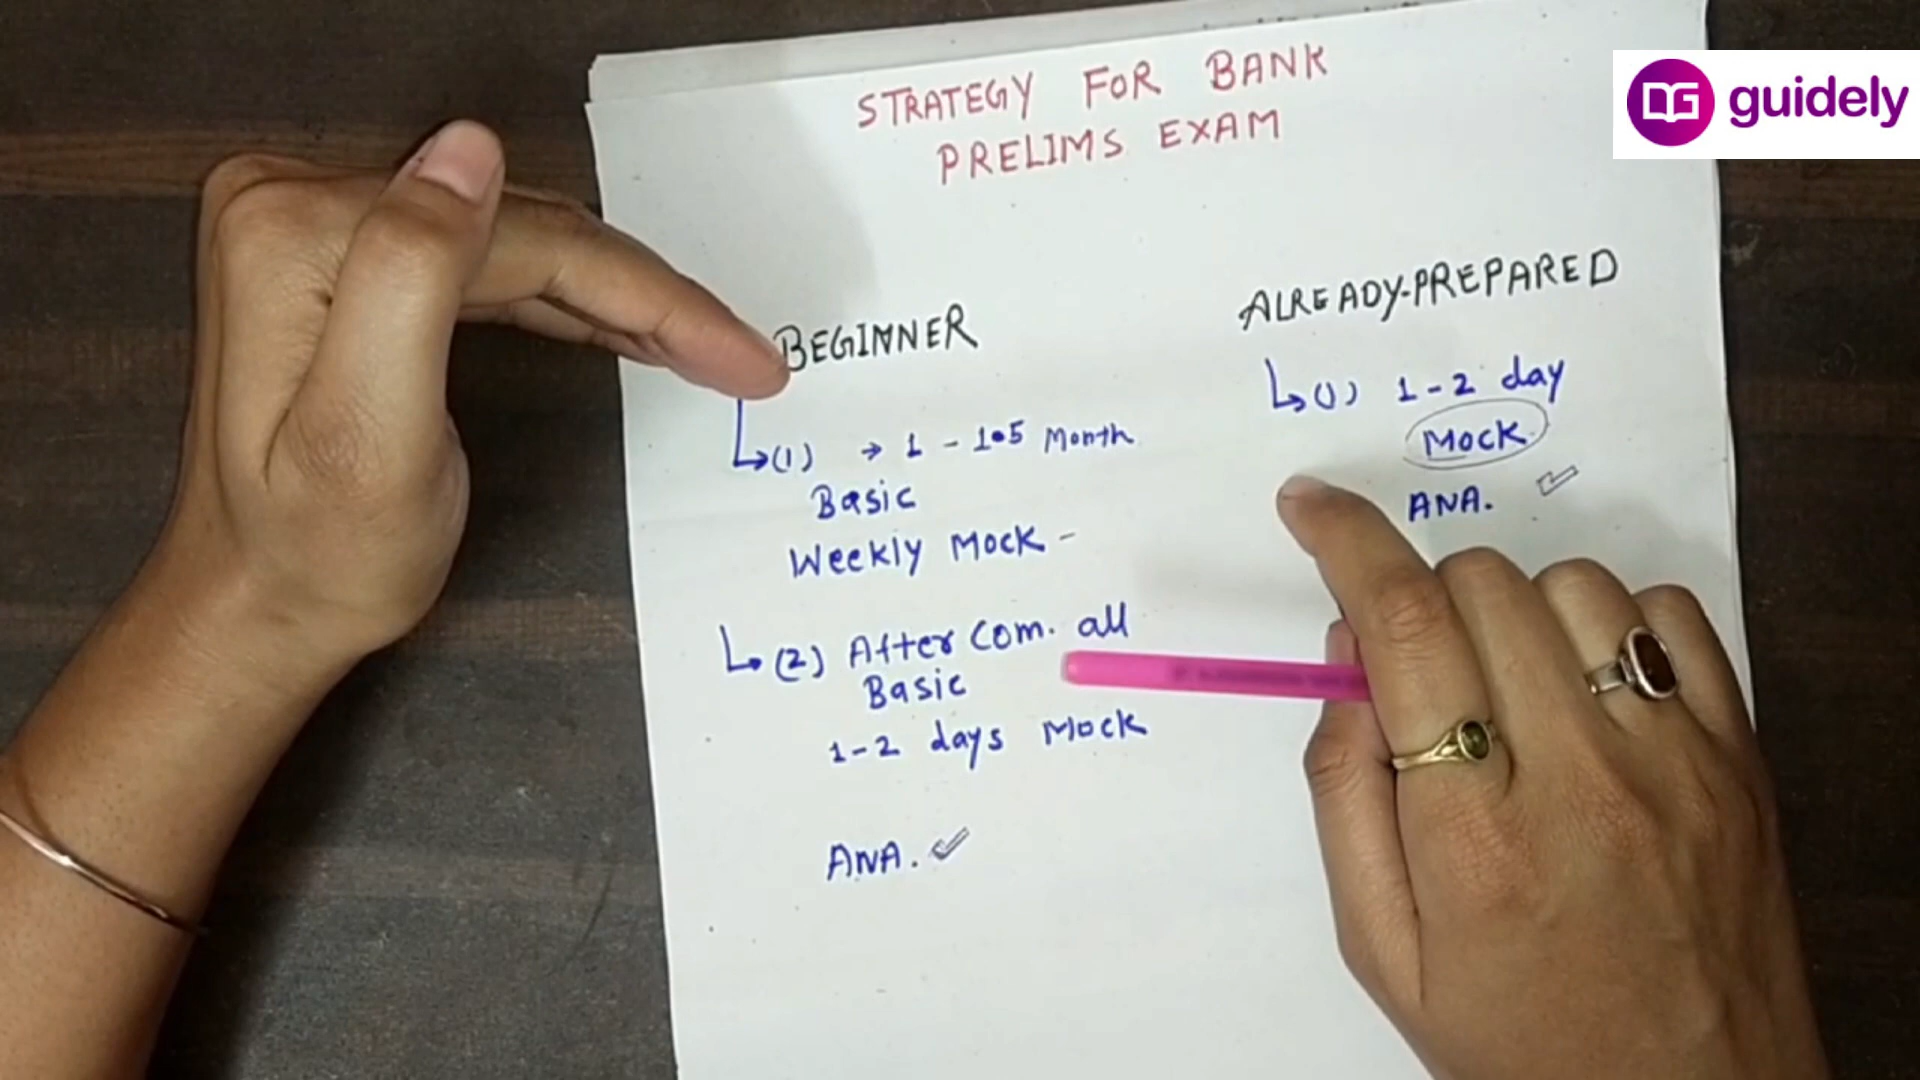 STRATEGY FOR BANK
PRELIMS EXAM
guidely
BEGINNER
(1) → 1 - 1.5 Month
Basic
Weekly Mock -
(2) After Com. all
Basic
1-2 days Mock
ANA. ✓
ALREADY-PREPARED
(1) 1-2 day
Mock
ANA. ✓